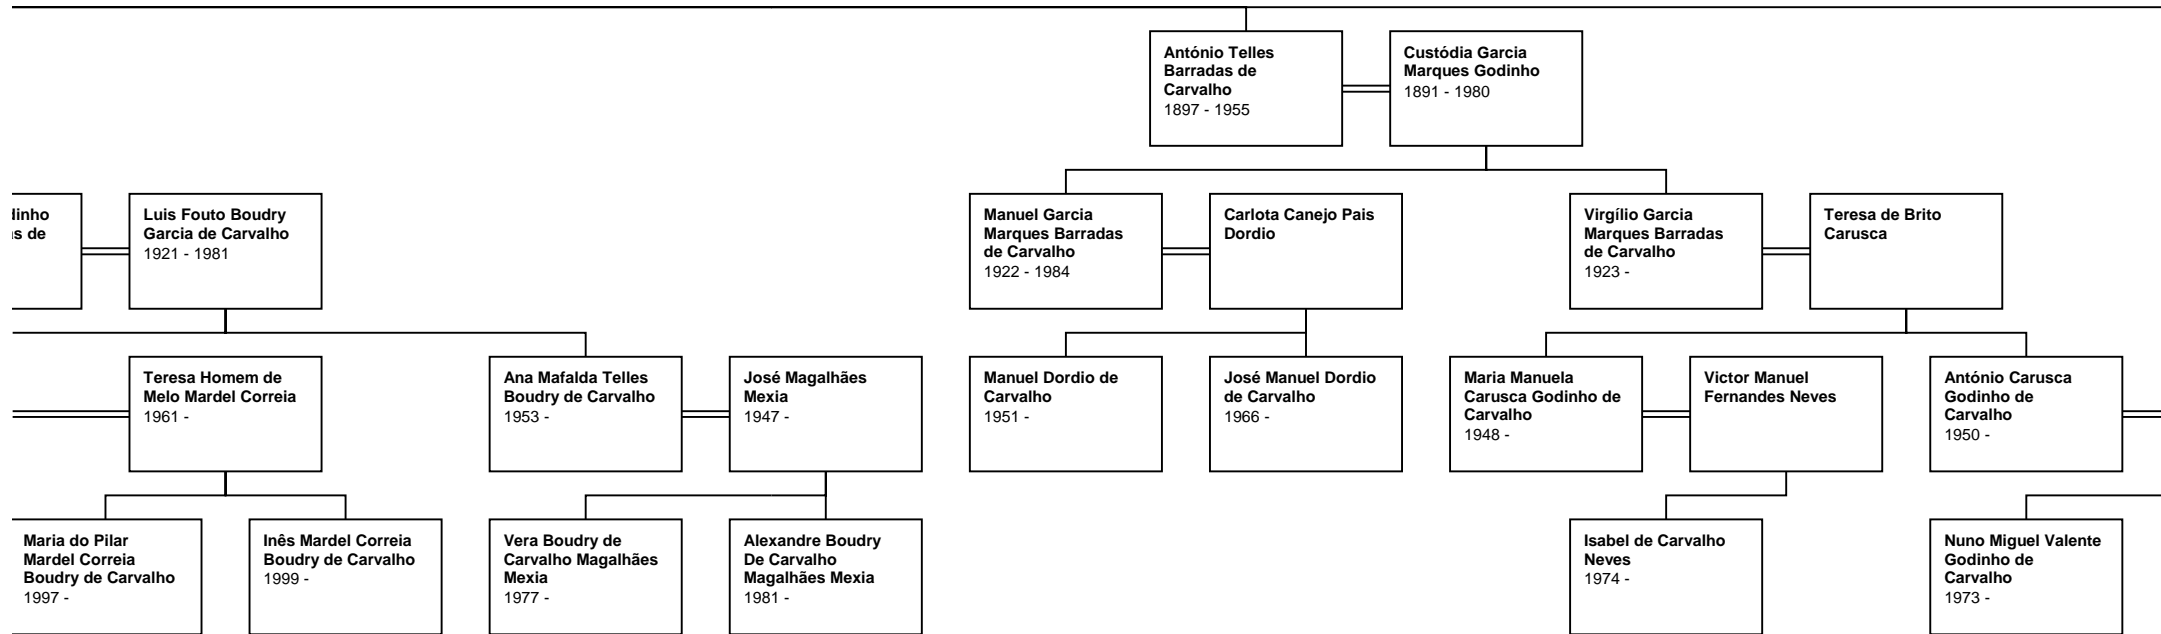 António Telles
Barradas de
Carvalho
1897 - 1955
Custódia Garcia
Marques Godinho
1891 - 1980
s de
Luis Fouto Boudry
Garcia de Carvalho
1921 - 1981
Manuel Garcia
Marques Barradas
de Carvalho
1922 - 1984
Carlota Canejo Pais
Dordio
Virgílio Garcia
Marques Barradas
de Carvalho
1923 -
Teresa de Brito
Carusca
Teresa Homem de
Melo Mardel Correia
1961 -
Ana Mafalda Telles
Boudry de Carvalho
1953 -
José Magalhães
Mexia
1947 -
Manuel Dordio de
Carvalho
1951 -
José Manuel Dordio
de Carvalho
1966 -
Maria Manuela
Carusca Godinho de
Carvalho
1948 -
Victor Manuel
Fernandes Neves
António Carusca
Godinho de
Carvalho
1950 -
Maria do Pilar
Mardel Correia
Boudry de Carvalho
1997 -
Inês Mardel Correia
Boudry de Carvalho
1999 -
Vera Boudry de
Carvalho Magalhães
Mexia
1977 -
Alexandre Boudry
De Carvalho
Magalhães Mexia
1981 -
Isabel de Carvalho
Neves
1974 -
Nuno Miguel Valente
Godinho de
Carvalho
1973 -